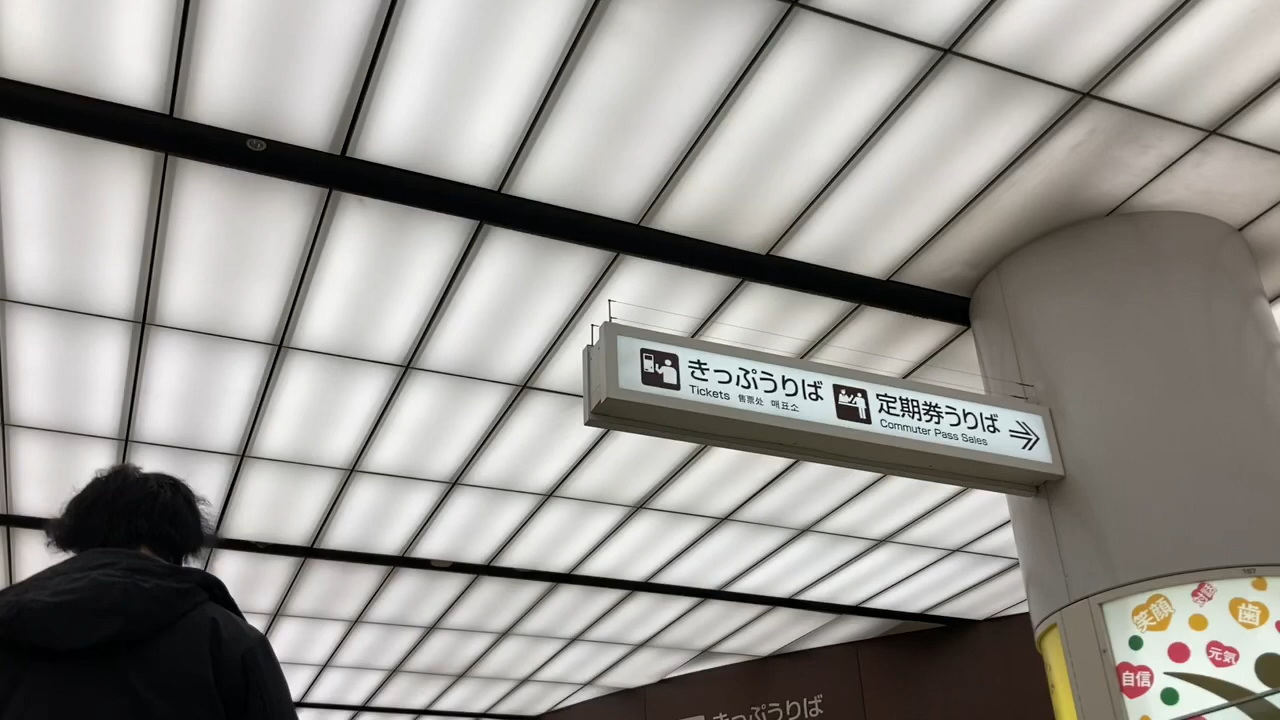 きっぷうりば
Tickets 售票处 매표소
定期券うりば
Commuter Pass Sales
きっぷうりば
笑顔
歯
元気
自信